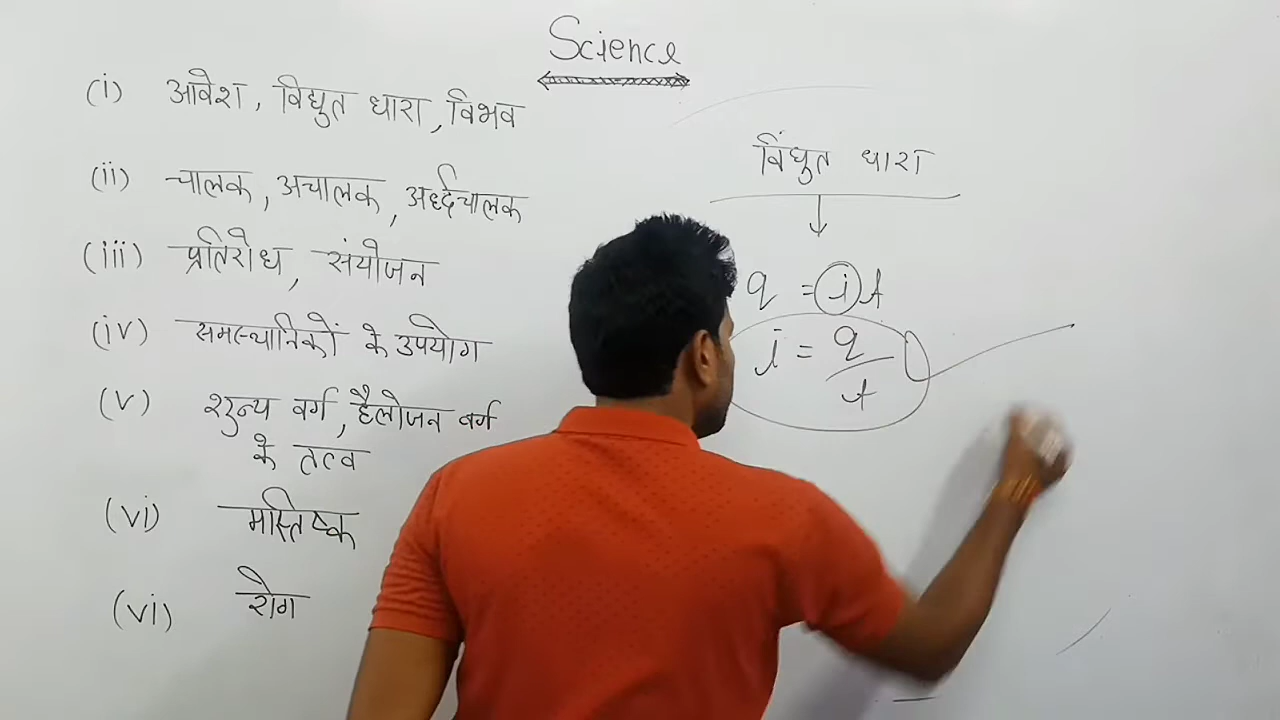 Science
(i) आवेश, विद्युत धारा, विभव
(ii) चालक, अचालक, अर्द्धचालक
(iii) प्रतिरोध, संयोजन
(iv) समस्थानिकों के उपयोग
(v) शुन्य वर्ग, हैलोजन वर्ग
के तत्व
(vi) मस्तिष्क
(vi) रोग
विंधुत धारा
q = it
i = q/t